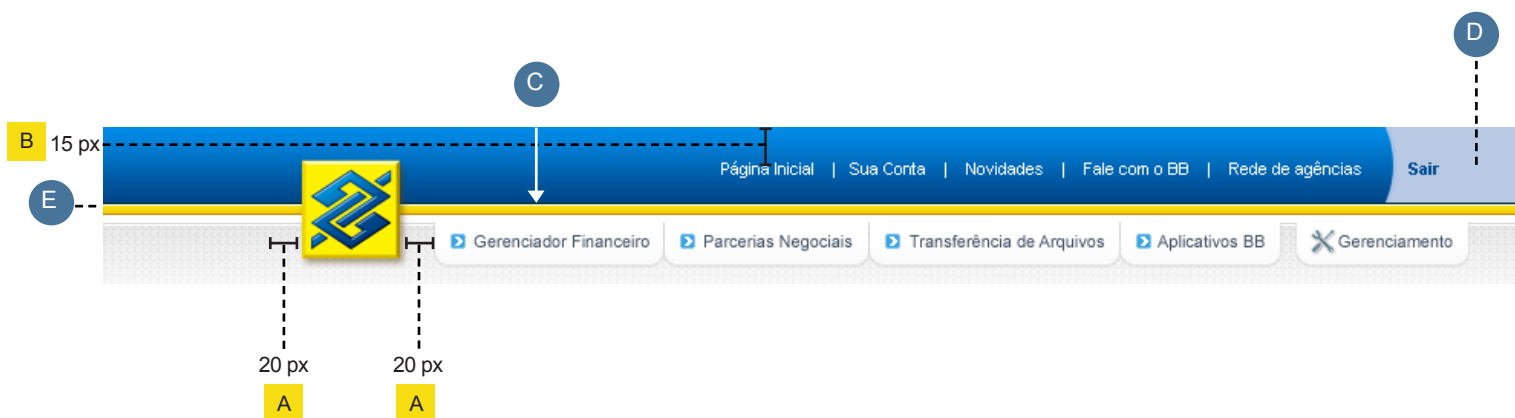 D
C
B 15 px
Página Inicial | Sua Conta | Novidades | Fale com o BB | Rede de agências Sair
E
Gerenciador Financeiro Parcerias Negociais Transferência de Arquivos Aplicativos BB Gerenciamento
20 px 20 px
A A